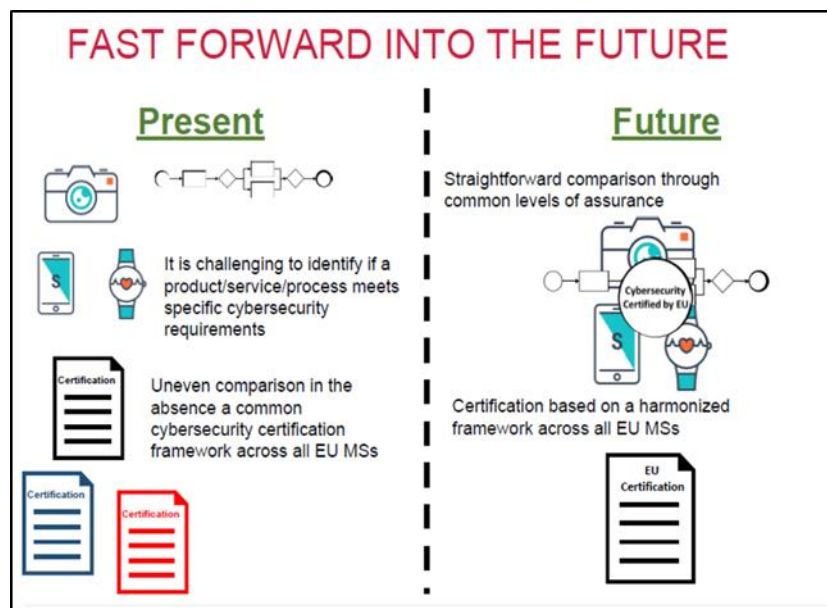 FAST FORWARD INTO THE FUTURE
Present
S
It is challenging to identify if a
product/service/process meets
specific cybersecurity
requirements
Certification
Uneven comparison in the
absence a common
cybersecurity certification
framework across all EU MSs
Certification
Certification
Future
Straightforward comparison through
common levels of assurance
Cybersecurity
Certified by EU
S
Certification based on a harmonized
framework across all EU MSs
EU
Certification